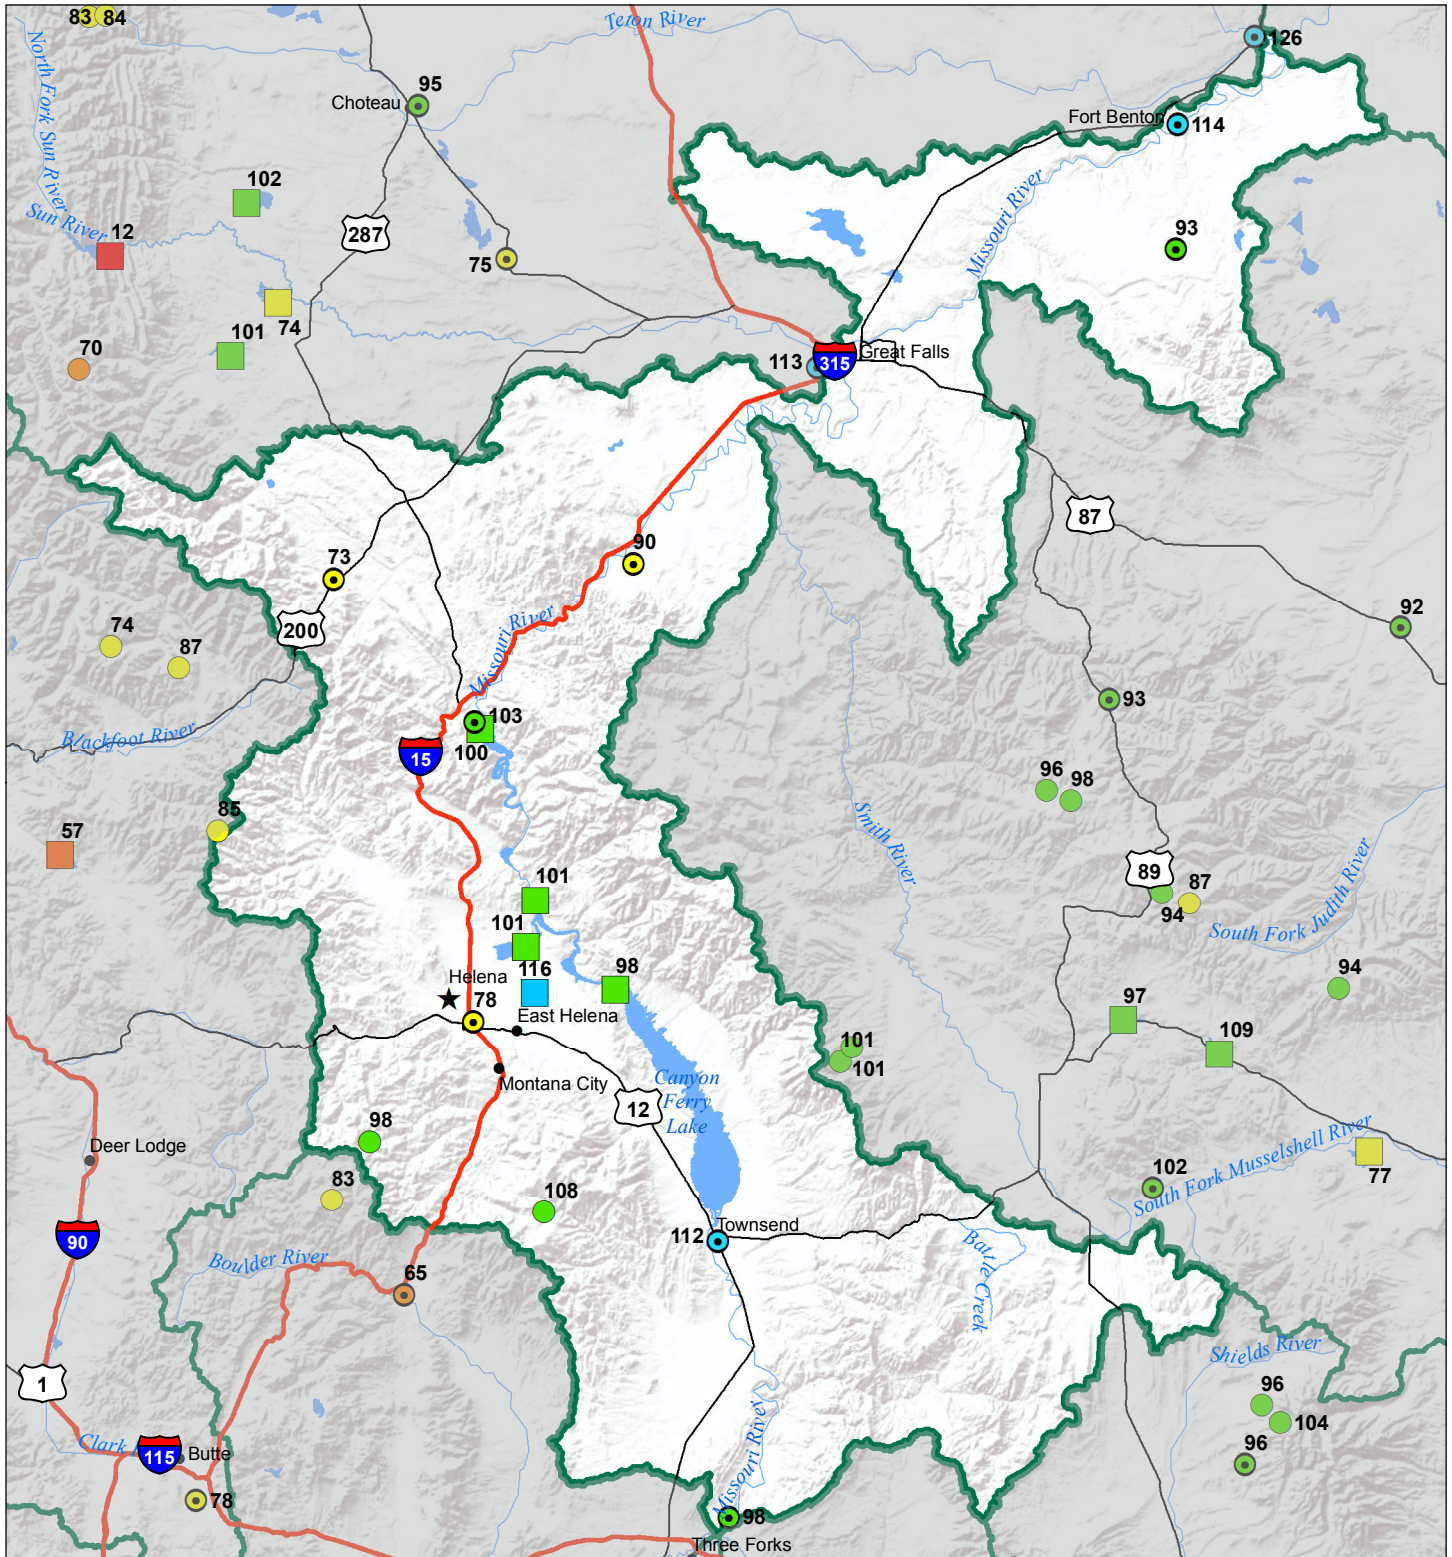 83 84
Teton River
126
North Fork Sun River
95
Choteau
Fort Benton
114
102
Missouri River
Sun River
12
287
93
75
74
101
70
113
315
Great Falls
87
90
73
200
92
74
87
Missouri River
93
Blackfoot River
103
100
15
96
98
Smith River
85
57
89
87
94
101
South Fork Judith River
101
Helena
116
98
94
78
East Helena
97
109
101
101
Montana City
Canyon
Ferry
Lake
12
98
Deer Lodge
South Fork Musselshell River
77
83
102
108
Townsend
112
90
Boulder River
Battle Creek
65
Shields River
1
96
104
Missouri River
Clark
115
Butte
96
78
Missouri River
98
Three Forks